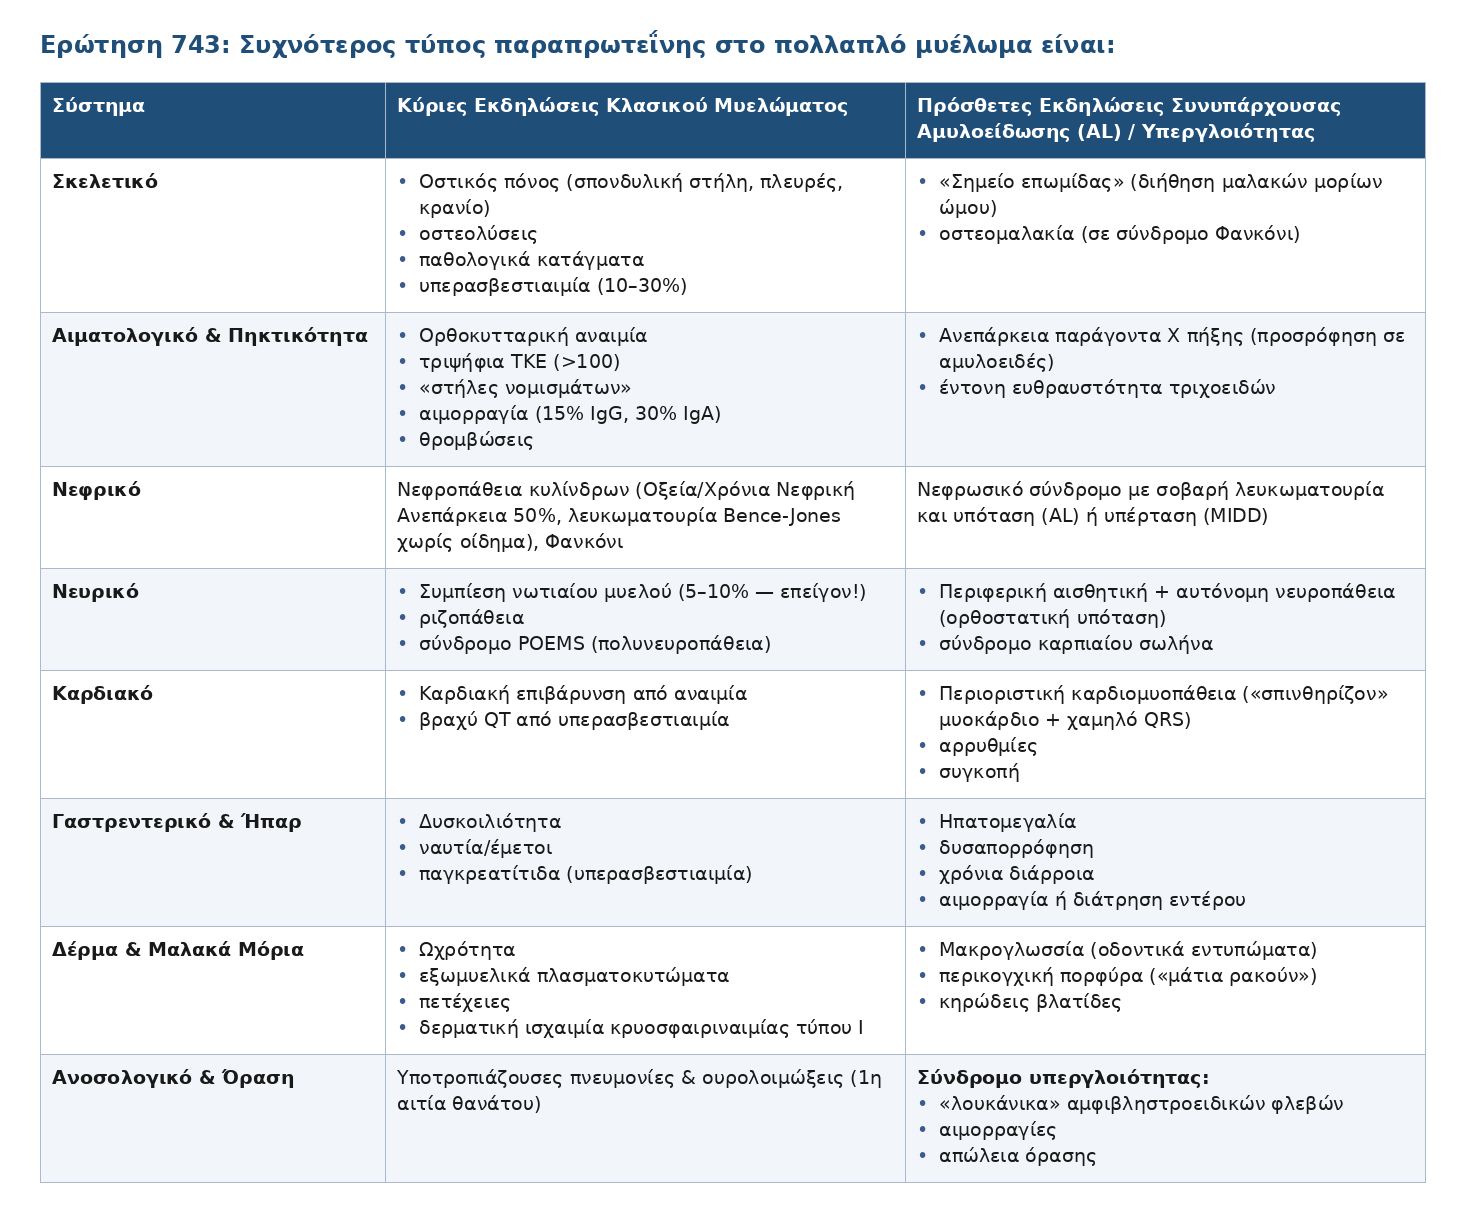 Ερώτηση 743: Συχνότερος τύπος παραπρωτεΐνης στο πολλαπλό μυέλωμα είναι:
Σύστημα
Κύριες Εκδηλώσεις Κλασικού Μυελώματος
Πρόσθετες Εκδηλώσεις Συνυπάρχουσας
Αμυλοείδωσης (AL) / Υπεργλοιότητας
Σκελετικό
• Οστικός πόνος (σπονδυλική στήλη, πλευρές,
κρανίο)
• οστεολύσεις
• παθολογικά κατάγματα
• υπερασβεστιαιμία (10–30%)
• «Σημείο επωμίδας» (διήθηση μαλακών μορίων
ώμου)
• οστεομαλακία (σε σύνδρομο Φανκόνι)
Αιματολογικό & Πηκτικότητα
• Ορθοκυτταρική αναιμία
• τριψήφια ΤΚΕ (>100)
• «στήλες νομισμάτων»
• αιμορραγία (15% IgG, 30% IgA)
• θρομβώσεις
• Ανεπάρκεια παράγοντα Χ πήξης (προσρόφηση σε
αμυλοειδές)
• έντονη ευθραυστότητα τριχοειδών
Νεφρικό
Νεφροπάθεια κυλίνδρων (Οξεία/Χρόνια Νεφρική
Ανεπάρκεια 50%, λευκωματουρία Bence-Jones
χωρίς οίδημα), Φανκόνι
Νεφρωσικό σύνδρομο με σοβαρή λευκωματουρία
και υπόταση (AL) ή υπέρταση (MIDD)
Νευρικό
• Συμπίεση νωτιαίου μυελού (5–10% — επείγον!)
• ριζοπάθεια
• σύνδρομο POEMS (πολυνευροπάθεια)
• Περιφερική αισθητική + αυτόνομη νευροπάθεια
(ορθοστατική υπόταση)
• σύνδρομο καρπιαίου σωλήνα
Καρδιακό
• Καρδιακή επιβάρυνση από αναιμία
• βραχύ QT από υπερασβεστιαιμία
• Περιοριστική καρδιομυοπάθεια («σπινθηρίζον»
μυοκάρδιο + χαμηλό QRS)
• αρρυθμίες
• συγκοπή
Γαστρεντερικό & Ήπαρ
• Δυσκοιλιότητα
• ναυτία/έμετοι
• παγκρεατίτιδα (υπερασβεστιαιμία)
• Ηπατομεγαλία
• δυσαπορρόφηση
• χρόνια διάρροια
• αιμορραγία ή διάτρηση εντέρου
Δέρμα & Μαλακά Μόρια
• Ωχρότητα
• εξωμυελικά πλασματοκυτώματα
• πετέχειες
• δερματική ισχαιμία κρυοσφαιριναιμίας τύπου Ι
• Μακρογλωσσία (οδοντικά εντυπώματα)
• περικογχική πορφύρα («μάτια ρακούν»)
• κηρώδεις βλατίδες
Ανοσολογικό & Όραση
Υποτροπιάζουσες πνευμονίες & ουρολοιμώξεις (1η
αιτία θανάτου)
Σύνδρομο υπεργλοιότητας:
• «λουκάνικα» αμφιβληστροειδικών φλεβών
• αιμορραγίες
• απώλεια όρασης